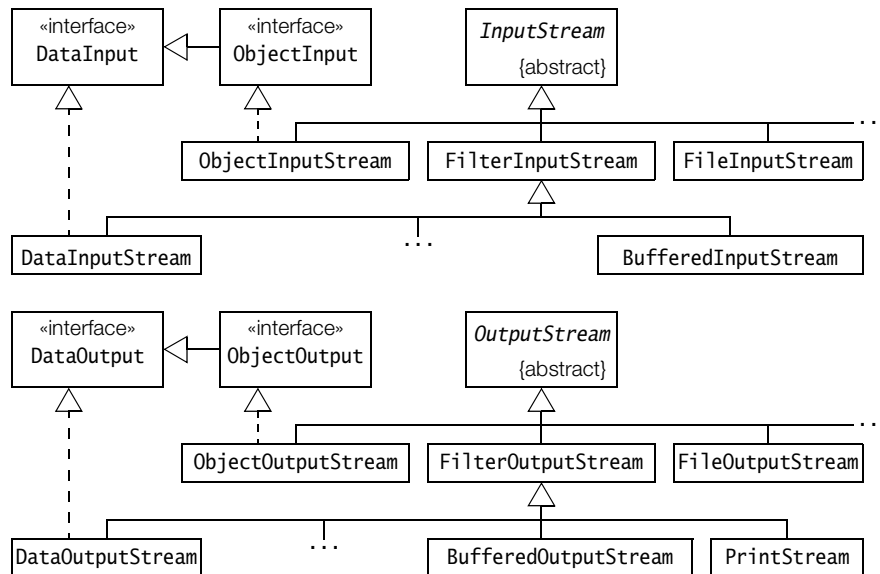 «interface»
DataInput
«interface»
ObjectInput
InputStream
{abstract}
...
ObjectInputStream
FilterInputStream
FileInputStream
...
DataInputStream
BufferedInputStream
«interface»
DataOutput
«interface»
ObjectOutput
OutputStream
{abstract}
...
ObjectOutputStream
FilterOutputStream
FileOutputStream
...
DataOutputStream
BufferedOutputStream
PrintStream